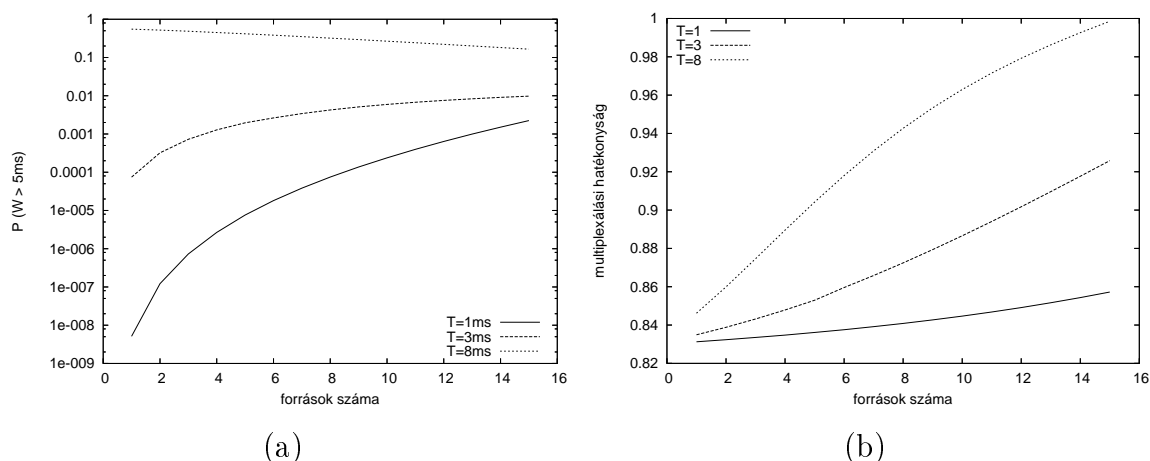 1
0.1
0.01
0.001
0.0001
1e-005
1e-006
1e-007
1e-008
1e-009
P (W > 5ms)
0 2 4 6 8 10 12 14 16
források száma
T=1ms
T=3ms
T=8ms
(a)
1
0.98
0.96
0.94
0.92
0.9
0.88
0.86
0.84
0.82
multiplexálási hatékonyság
0 2 4 6 8 10 12 14 16
források száma
T=1
T=3
T=8
(b)